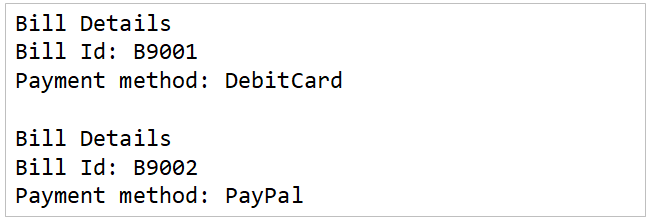 Bill Details
Bill Id: B9001
Payment method: DebitCard

Bill Details
Bill Id: B9002
Payment method: PayPal